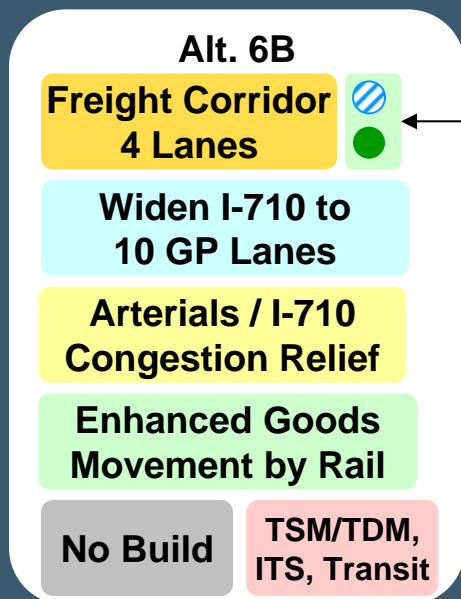 Alt. 6B
Freight Corridor
4 Lanes
Widen I-710 to
10 GP Lanes
Arterials / I-710
Congestion Relief
Enhanced Goods
Movement by Rail
No Build
TSM/TDM,
ITS, Transit